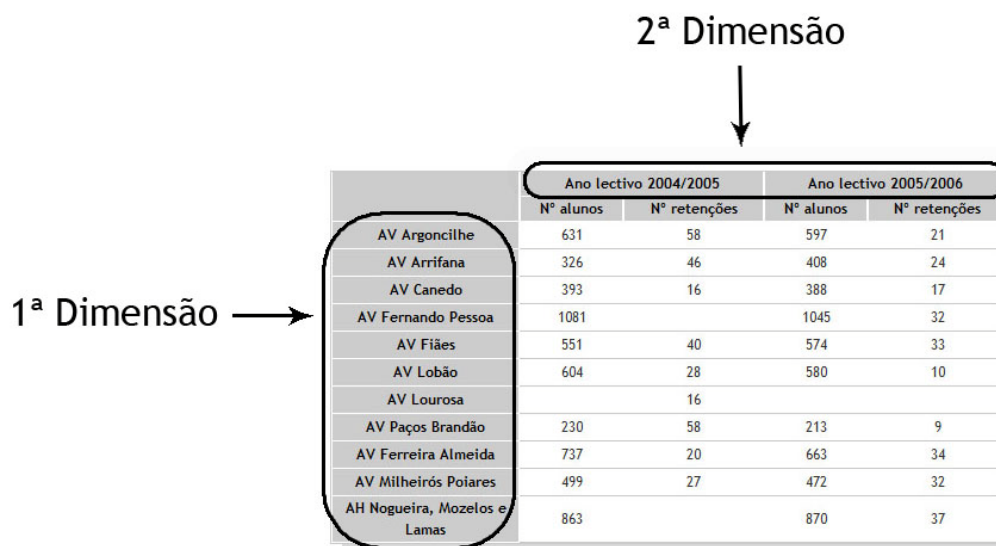 2ª Dimensão
1ª Dimensão
Ano lectivo 2004/2005 Ano lectivo 2005/2006
Nº alunos Nº retenções Nº alunos Nº retenções
AV Argoncilhe 631 58 597 21
AV Arrifana 326 46 408 24
AV Canedo 393 16 388 17
AV Fernando Pessoa 1081 1045 32
AV Fiães 551 40 574 33
AV Lobão 604 28 580 10
AV Lourosa 16
AV Paços Brandão 230 58 213 9
AV Ferreira Almeida 737 20 663 34
AV Milheirós Poiares 499 27 472 32
AH Nogueira, Mozelos e
Lamas 863 870 37